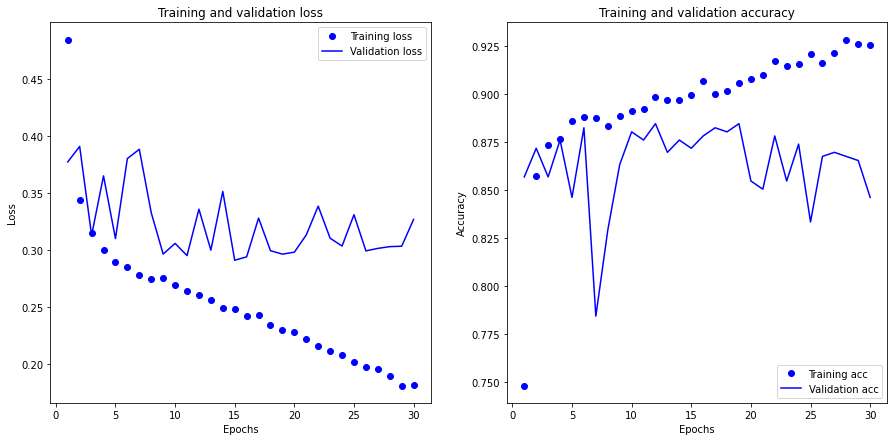 Training and validation loss
Training loss
Validation loss
0.45
0.40
0.35
0.30
0.25
0.20
Loss
0
5
10
15
20
25
30
Epochs
Training and validation accuracy
0.925
0.900
0.875
0.850
0.825
0.800
0.775
0.750
Accuracy
Training acc
Validation acc
0
5
10
15
20
25
30
Epochs